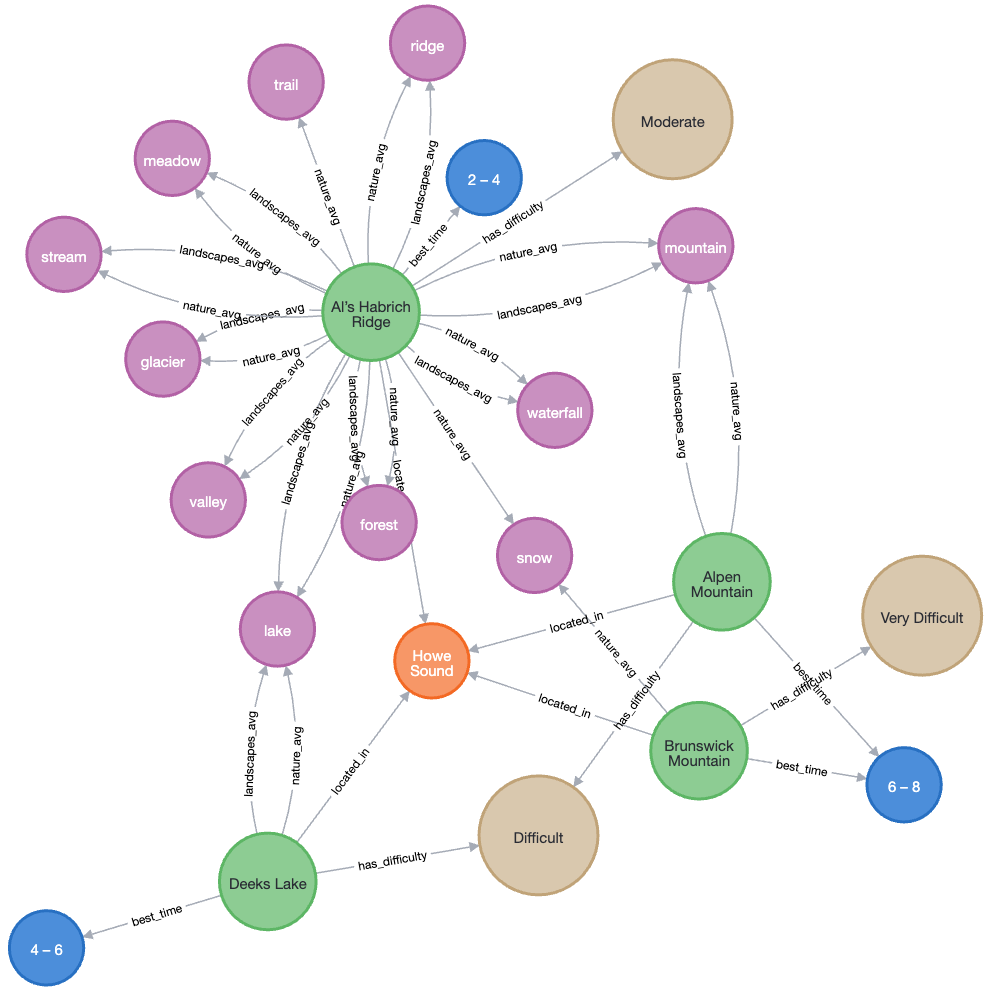 ridge
trail
Moderate
meadow
nature_avg
landscapes_avg
2 – 4
nature_avg
landscapes_avg
has_difficulty
best_time
nature_avg
mountain
stream
landscapes_avg
nature_avg
nature_avg
landscapes_avg
Al's Habrich
Ridge
landscapes_avg
nature_avg
glacier
nature_avg
nature_avg
landscapes_avg
landscapes_avg
waterfall
nature_avg
landscapes_avg
landscapes_avg
nature_avg
nature_avg
locate
nature_avg
landscapes_avg
nature_avg
valley
forest
snow
Alpen
Mountain
Very Difficult
lake
located_in
Howe
Sound
nature_avg
has_difficulty
best_time
has_difficulty
located_in
Brunswick
Mountain
best_time
6 – 8
landscapes_avg
nature_avg
located_in
Difficult
has_difficulty
Deeks Lake
best_time
4 – 6